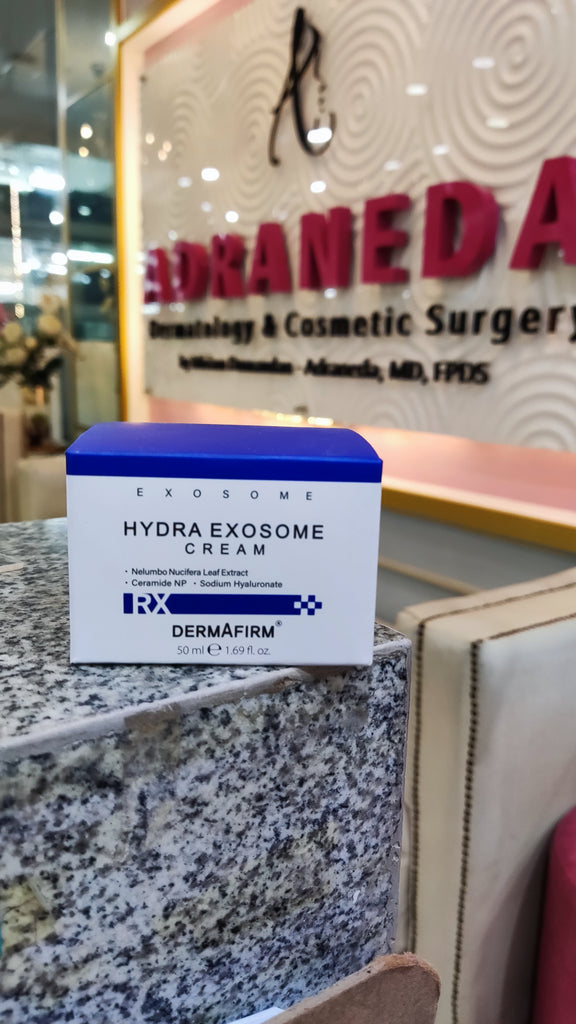 ADRANEDA
Dermatology & Cosmetic Surgery
- Adraneda, MD, FPDS
EXOSOME
HYDRA EXOSOME
CREAM
· Nelumbo Nucifera Leaf Extract
· Ceramide NP · Sodium Hyaluronate
RX
DERMAFIRM®
50 ml ℮ 1.69 fl. oz.